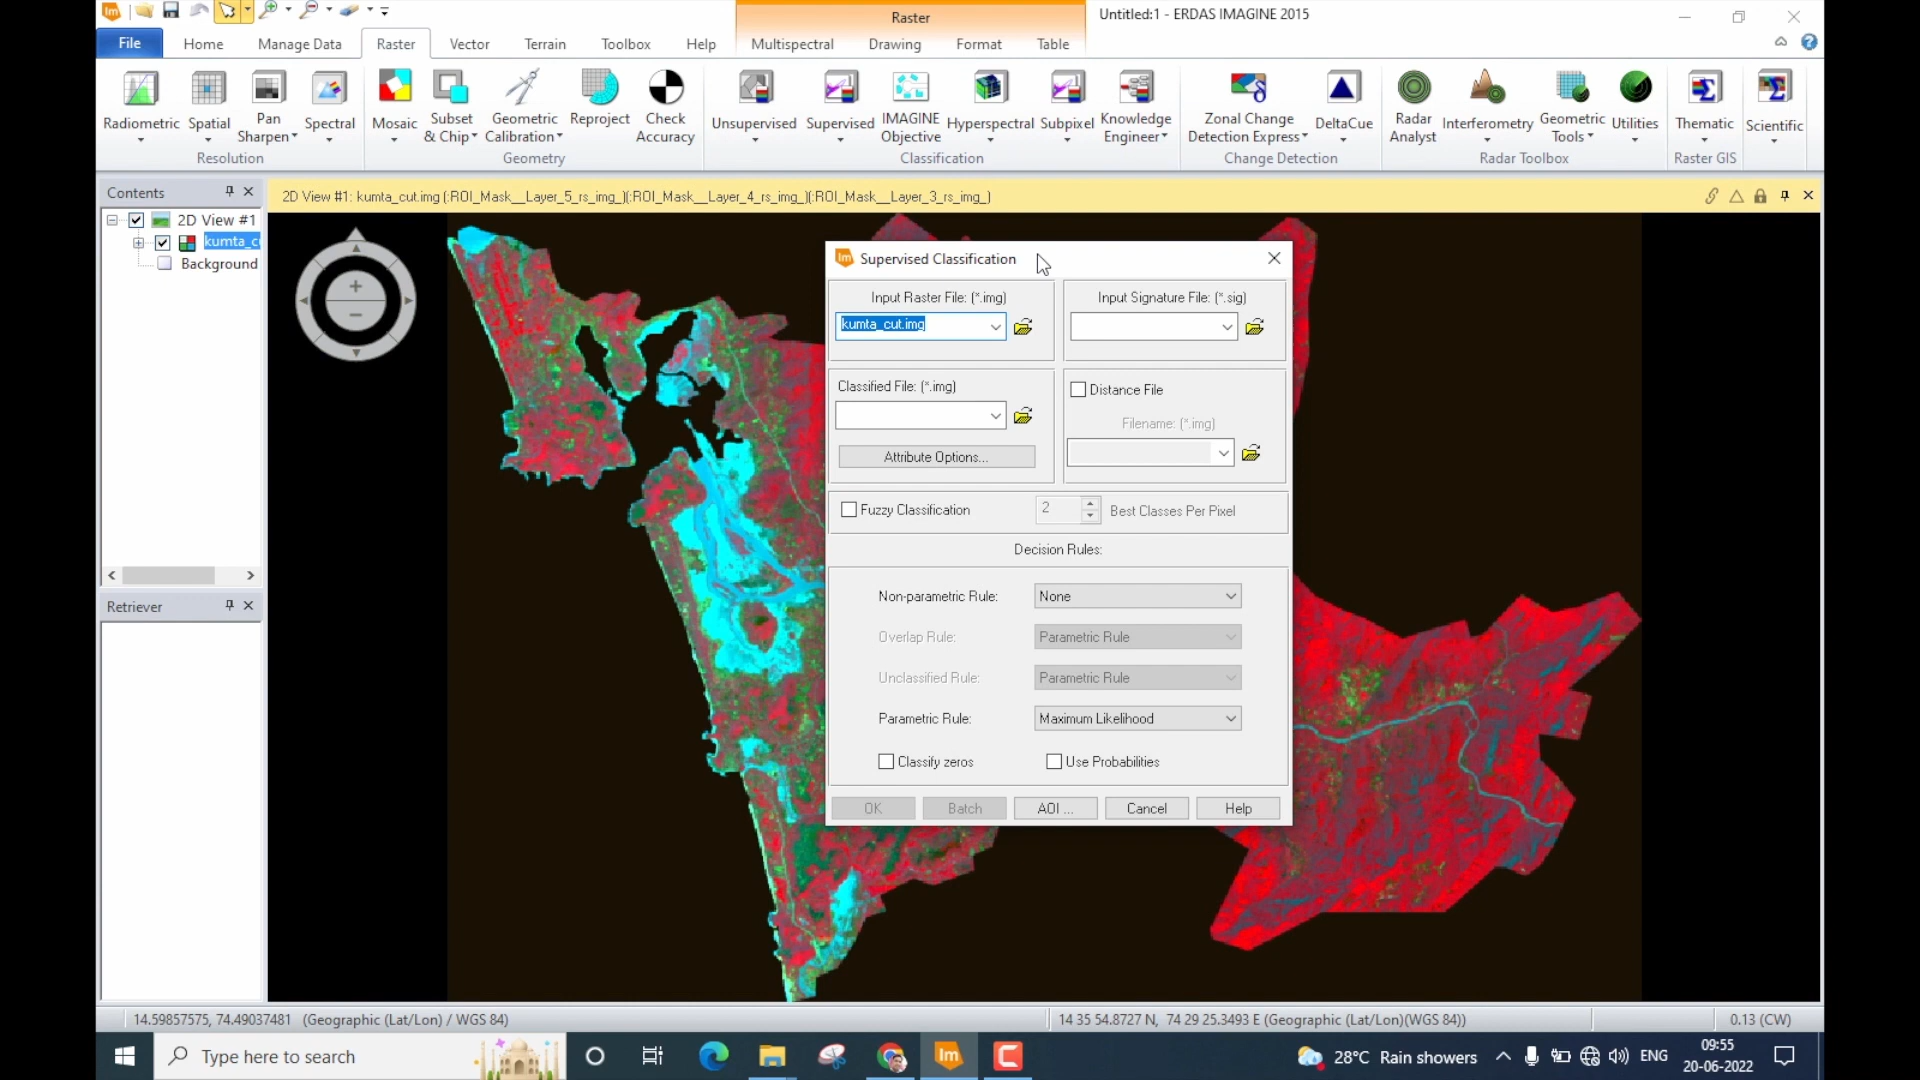 Raster
Untitled:1 - ERDAS IMAGINE 2015
File Home Manage Data Raster Vector Terrain Toolbox Help Multispectral Drawing Format Table
Radiometric Spatial Pan Sharpen Spectral Mosaic Subset & Chip Geometric Calibration Reproject Check Accuracy Unsupervised Supervised IMAGINE Objective Hyperspectral Subpixel Knowledge Engineer Zonal Change Detection Express DeltaCue Radar Analyst Interferometry Geometric Tools Utilities Thematic Scientific
Resolution Geometry Classification Change Detection Radar Toolbox Raster GIS
Contents
2D View #1: kumta_cut.img (:ROI_Mask__Layer_5_rs_img_)(:ROI_Mask__Layer_4_rs_img_)(:ROI_Mask__Layer_3_rs_img_)
2D View #1
kumta_c
Background
Retriever
Supervised Classification
Input Raster File: (*.img) Input Signature File: (*.sig)
kumta_cut.img
Classified File: (*.img) Distance File
Filename: (*.img)
Attribute Options...
Fuzzy Classification 2 Best Classes Per Pixel
Decision Rules:
Non-parametric Rule: None
Overlap Rule: Parametric Rule
Unclassified Rule: Parametric Rule
Parametric Rule: Maximum Likelihood
Classify zeros Use Probabilities
OK Batch AOI ... Cancel Help
14.59857575, 74.49037481 (Geographic (Lat/Lon) / WGS 84)
14 35 54.8727 N, 74 29 25.3493 E (Geographic (Lat/Lon)(WGS 84))
0.13 (CW)
Type here to search
28°C Rain showers
ENG
09:55
20-06-2022